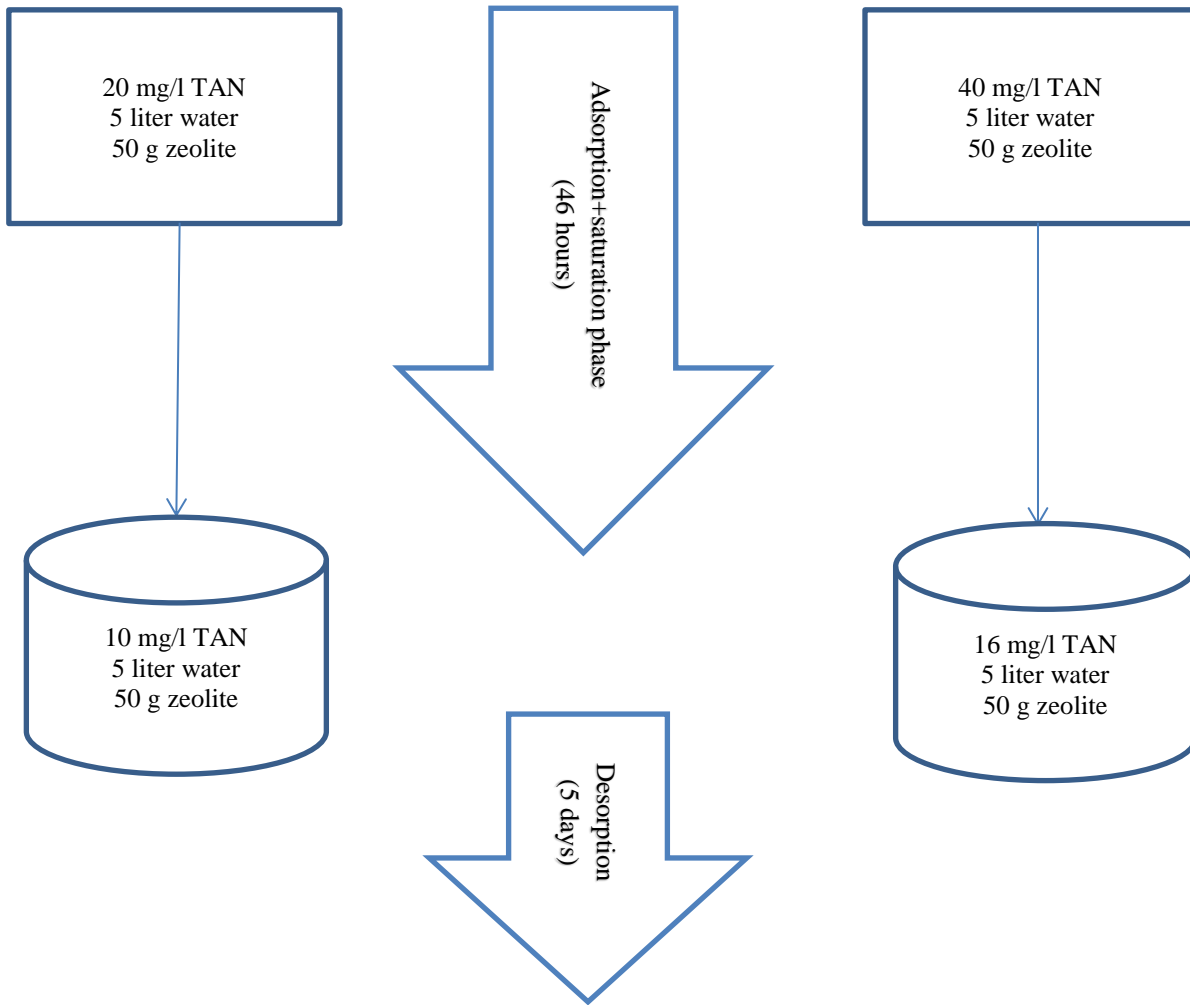 20 mg/l TAN
5 liter water
50 g zeolite
Adsorption+saturation phase
(46 hours)
40 mg/l TAN
5 liter water
50 g zeolite
10 mg/l TAN
5 liter water
50 g zeolite
16 mg/l TAN
5 liter water
50 g zeolite
Desorption
(5 days)